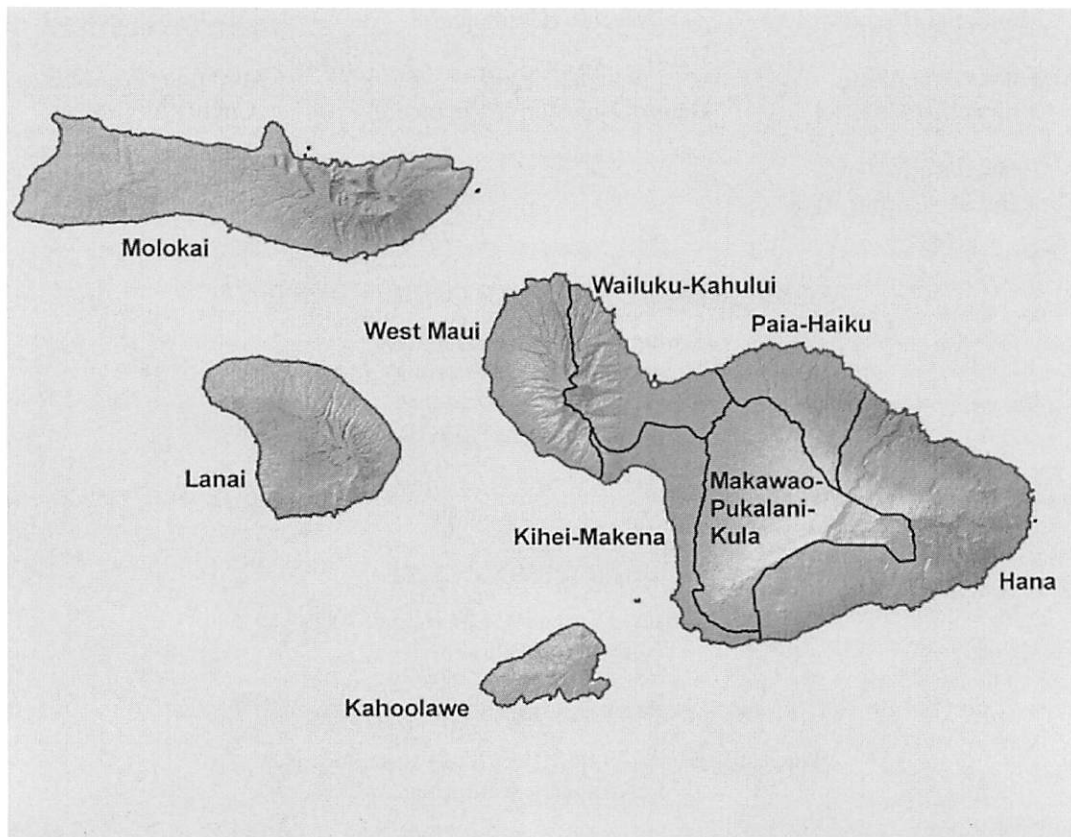 Molokai
Wailuku-Kahului
West Maui
Paia-Haiku
Lanai
Makawao-
Pukalani-
Kula
Kihei-Makena
Hana
Kahoolawe